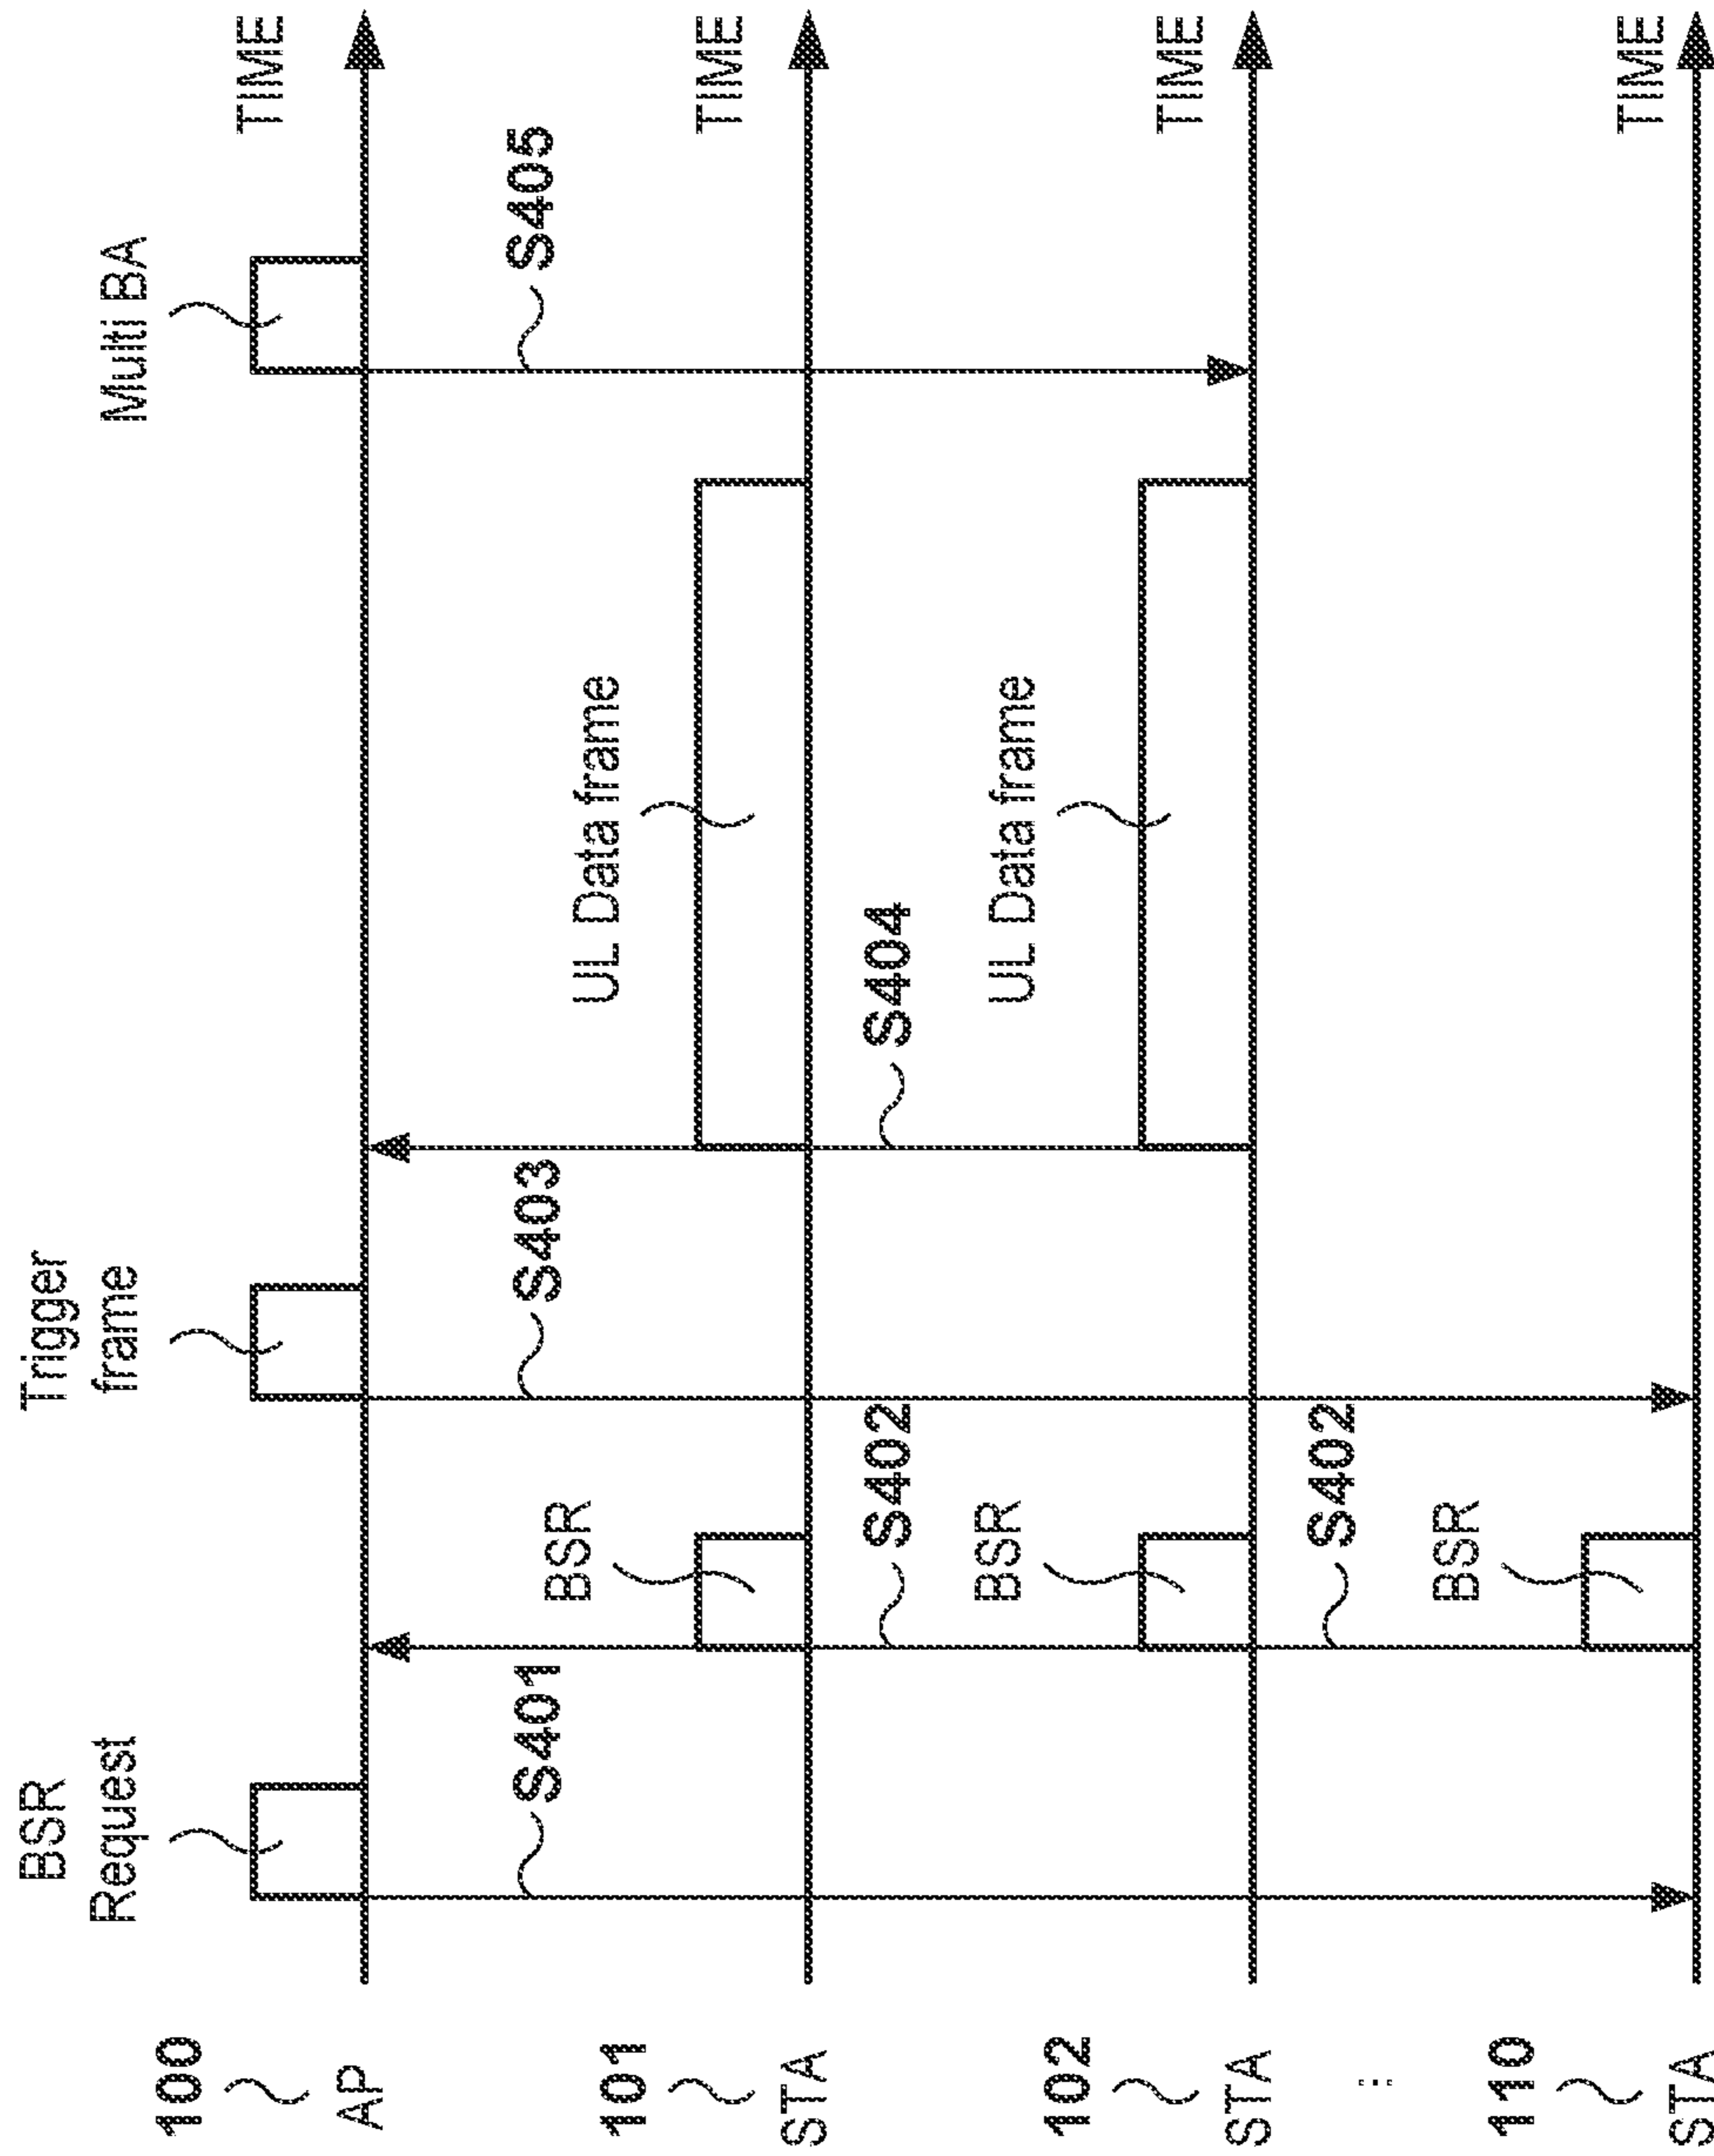 BSR
Request
Trigger
frame
Multi BA
100
AP
TIME
S401
S403
S405
BSR
UL Data frame
101
STA
TIME
S402
S404
BSR
UL Data frame
102
STA
TIME
S402
...
BSR
110
STA
TIME